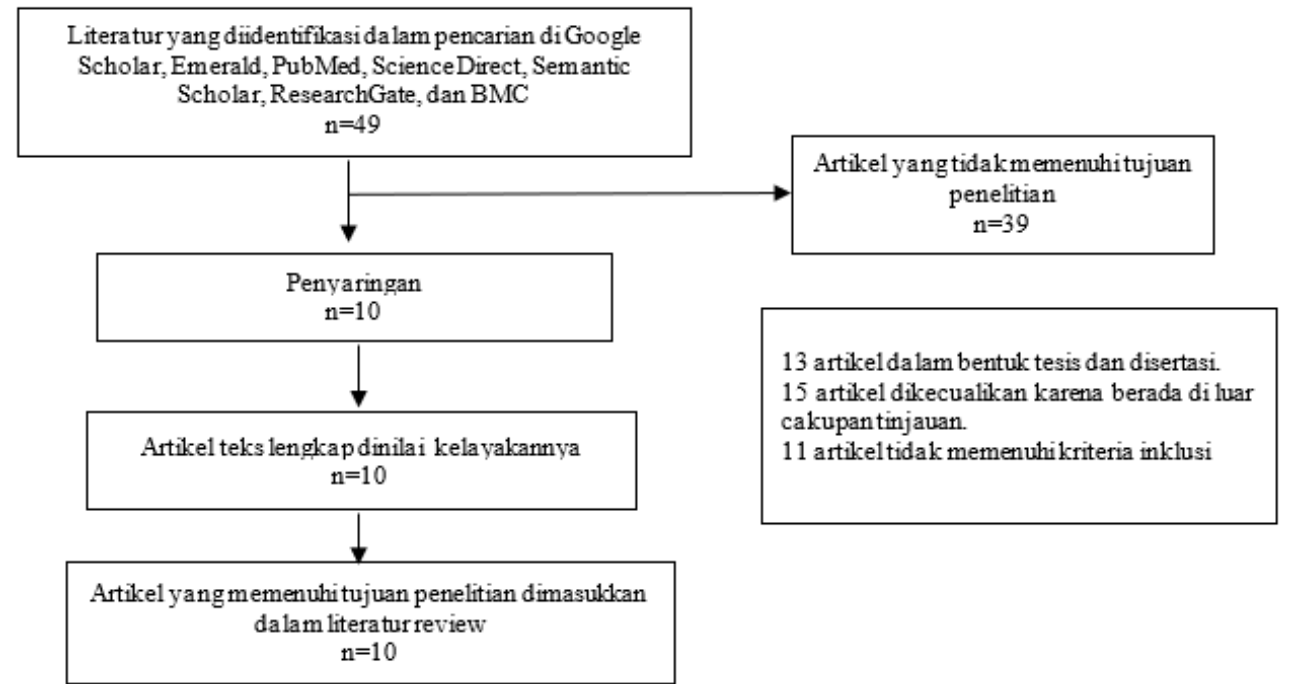 Literatur yang diidentifikasi dalam pencarian di Google
Scholar, Emerald, PubMed, ScienceDirect, Semantic
Scholar, ResearchGate, dan BMC
n=49
Artikel yang tidak memenuhi tujuan
penelitian
n=39
Penyaringan
n=10
13 artikel dalam bentuk tesis dan disertasi.
15 artikel dikecualikan karena berada di luar
cakupan tinjauan.
11 artikel tidak memenuhi kriteria inklusi
Artikel teks lengkap dinilai kelayakannya
n=10
Artikel yang memenuhi tujuan penelitian dimasukkan
dalam literatur review
n=10